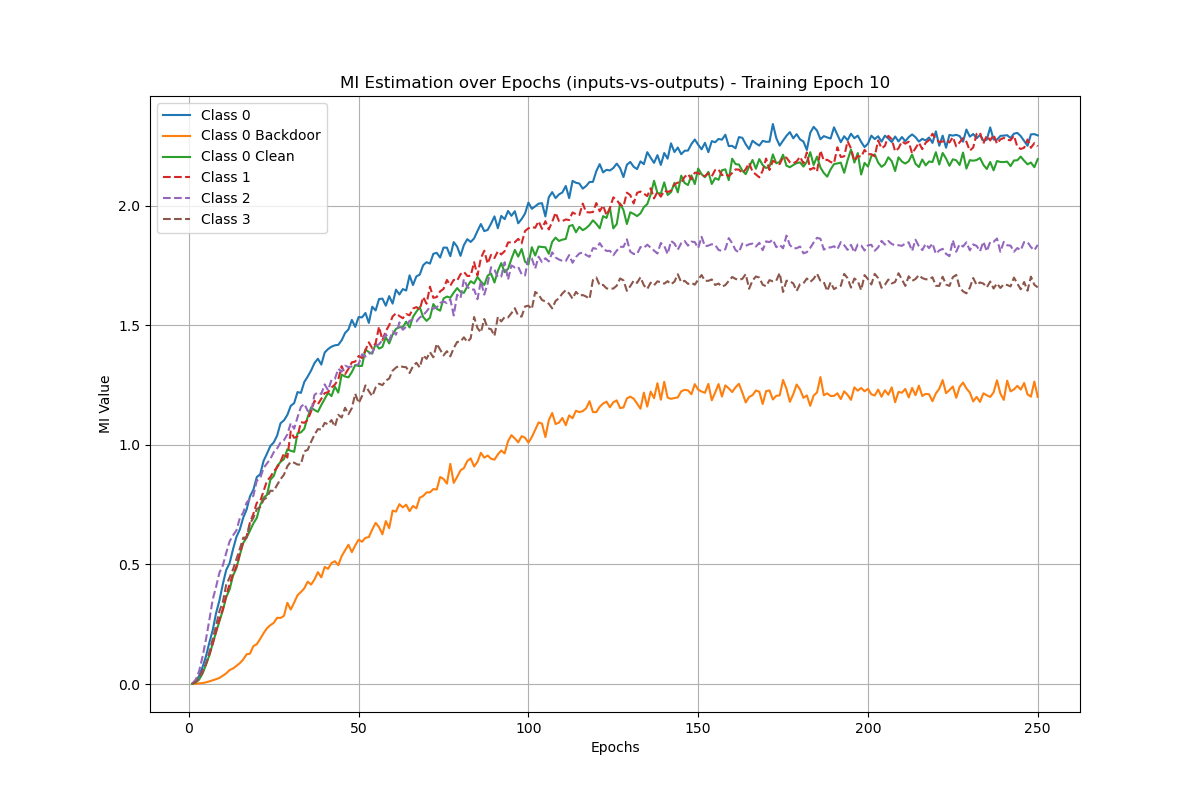 MI Estimation over Epochs (inputs-vs-outputs) - Training Epoch 10
Class 0
Class 0 Backdoor
Class 0 Clean
Class 1
Class 2
Class 3
MI Value
2.0
1.5
1.0
0.5
0.0
0 50 100 150 200 250
Epochs